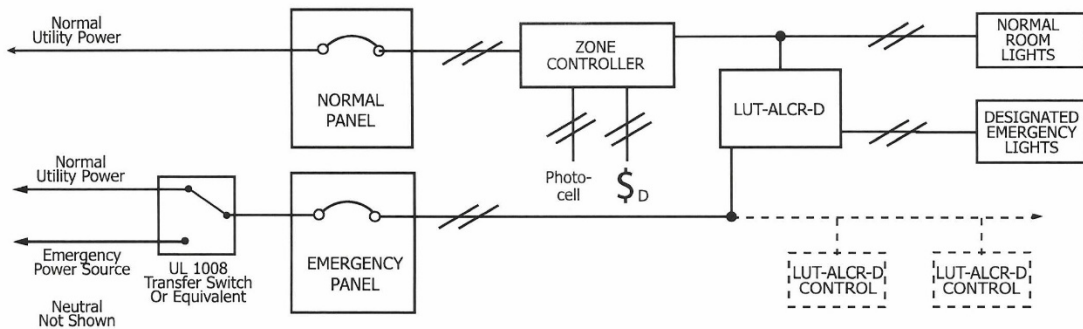 Normal
Utility Power
NORMAL
PANEL
ZONE
CONTROLLER
NORMAL
ROOM
LIGHTS
LUT-ALCR-D
DESIGNATED
EMERGENCY
LIGHTS
Photo-
cell
$D
Normal
Utility Power
Emergency
Power Source
UL 1008
Transfer Switch
Or Equivalent
EMERGENCY
PANEL
LUT-ALCR-D
CONTROL
LUT-ALCR-D
CONTROL
Neutral
Not Shown